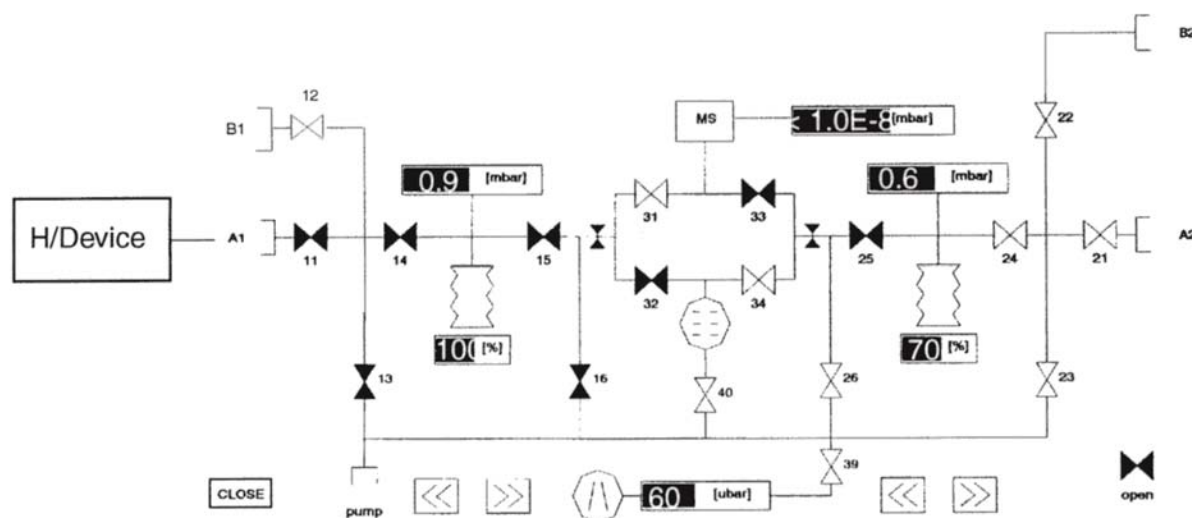 B2
12
B1
MS
< 1.0E-8 [mbar]
22
0.9 [mbar]
0.6 [mbar]
31
33
H/Device
A1
A2
11
14
15
25
24
21
32
34
100 [%]
70 [%]
13
16
40
26
23
39
CLOSE
<<
>>
60 [ubar]
<<
>>
pump
open